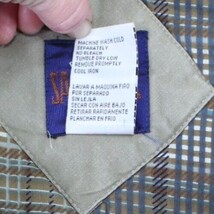 MACHINE WASH COLD
SEPARATELY
NO BLEACH
TUMBLE DRY LOW
REMOVE PROMPTLY
COOL IRON
LAVAR A MAQUINA FRIO
POR SEPARADO
SIN LEJIA
SECAR CON AIRE BAJO
RETIRAR RAPIDAMENTE
PLANCHAR EN FRIO